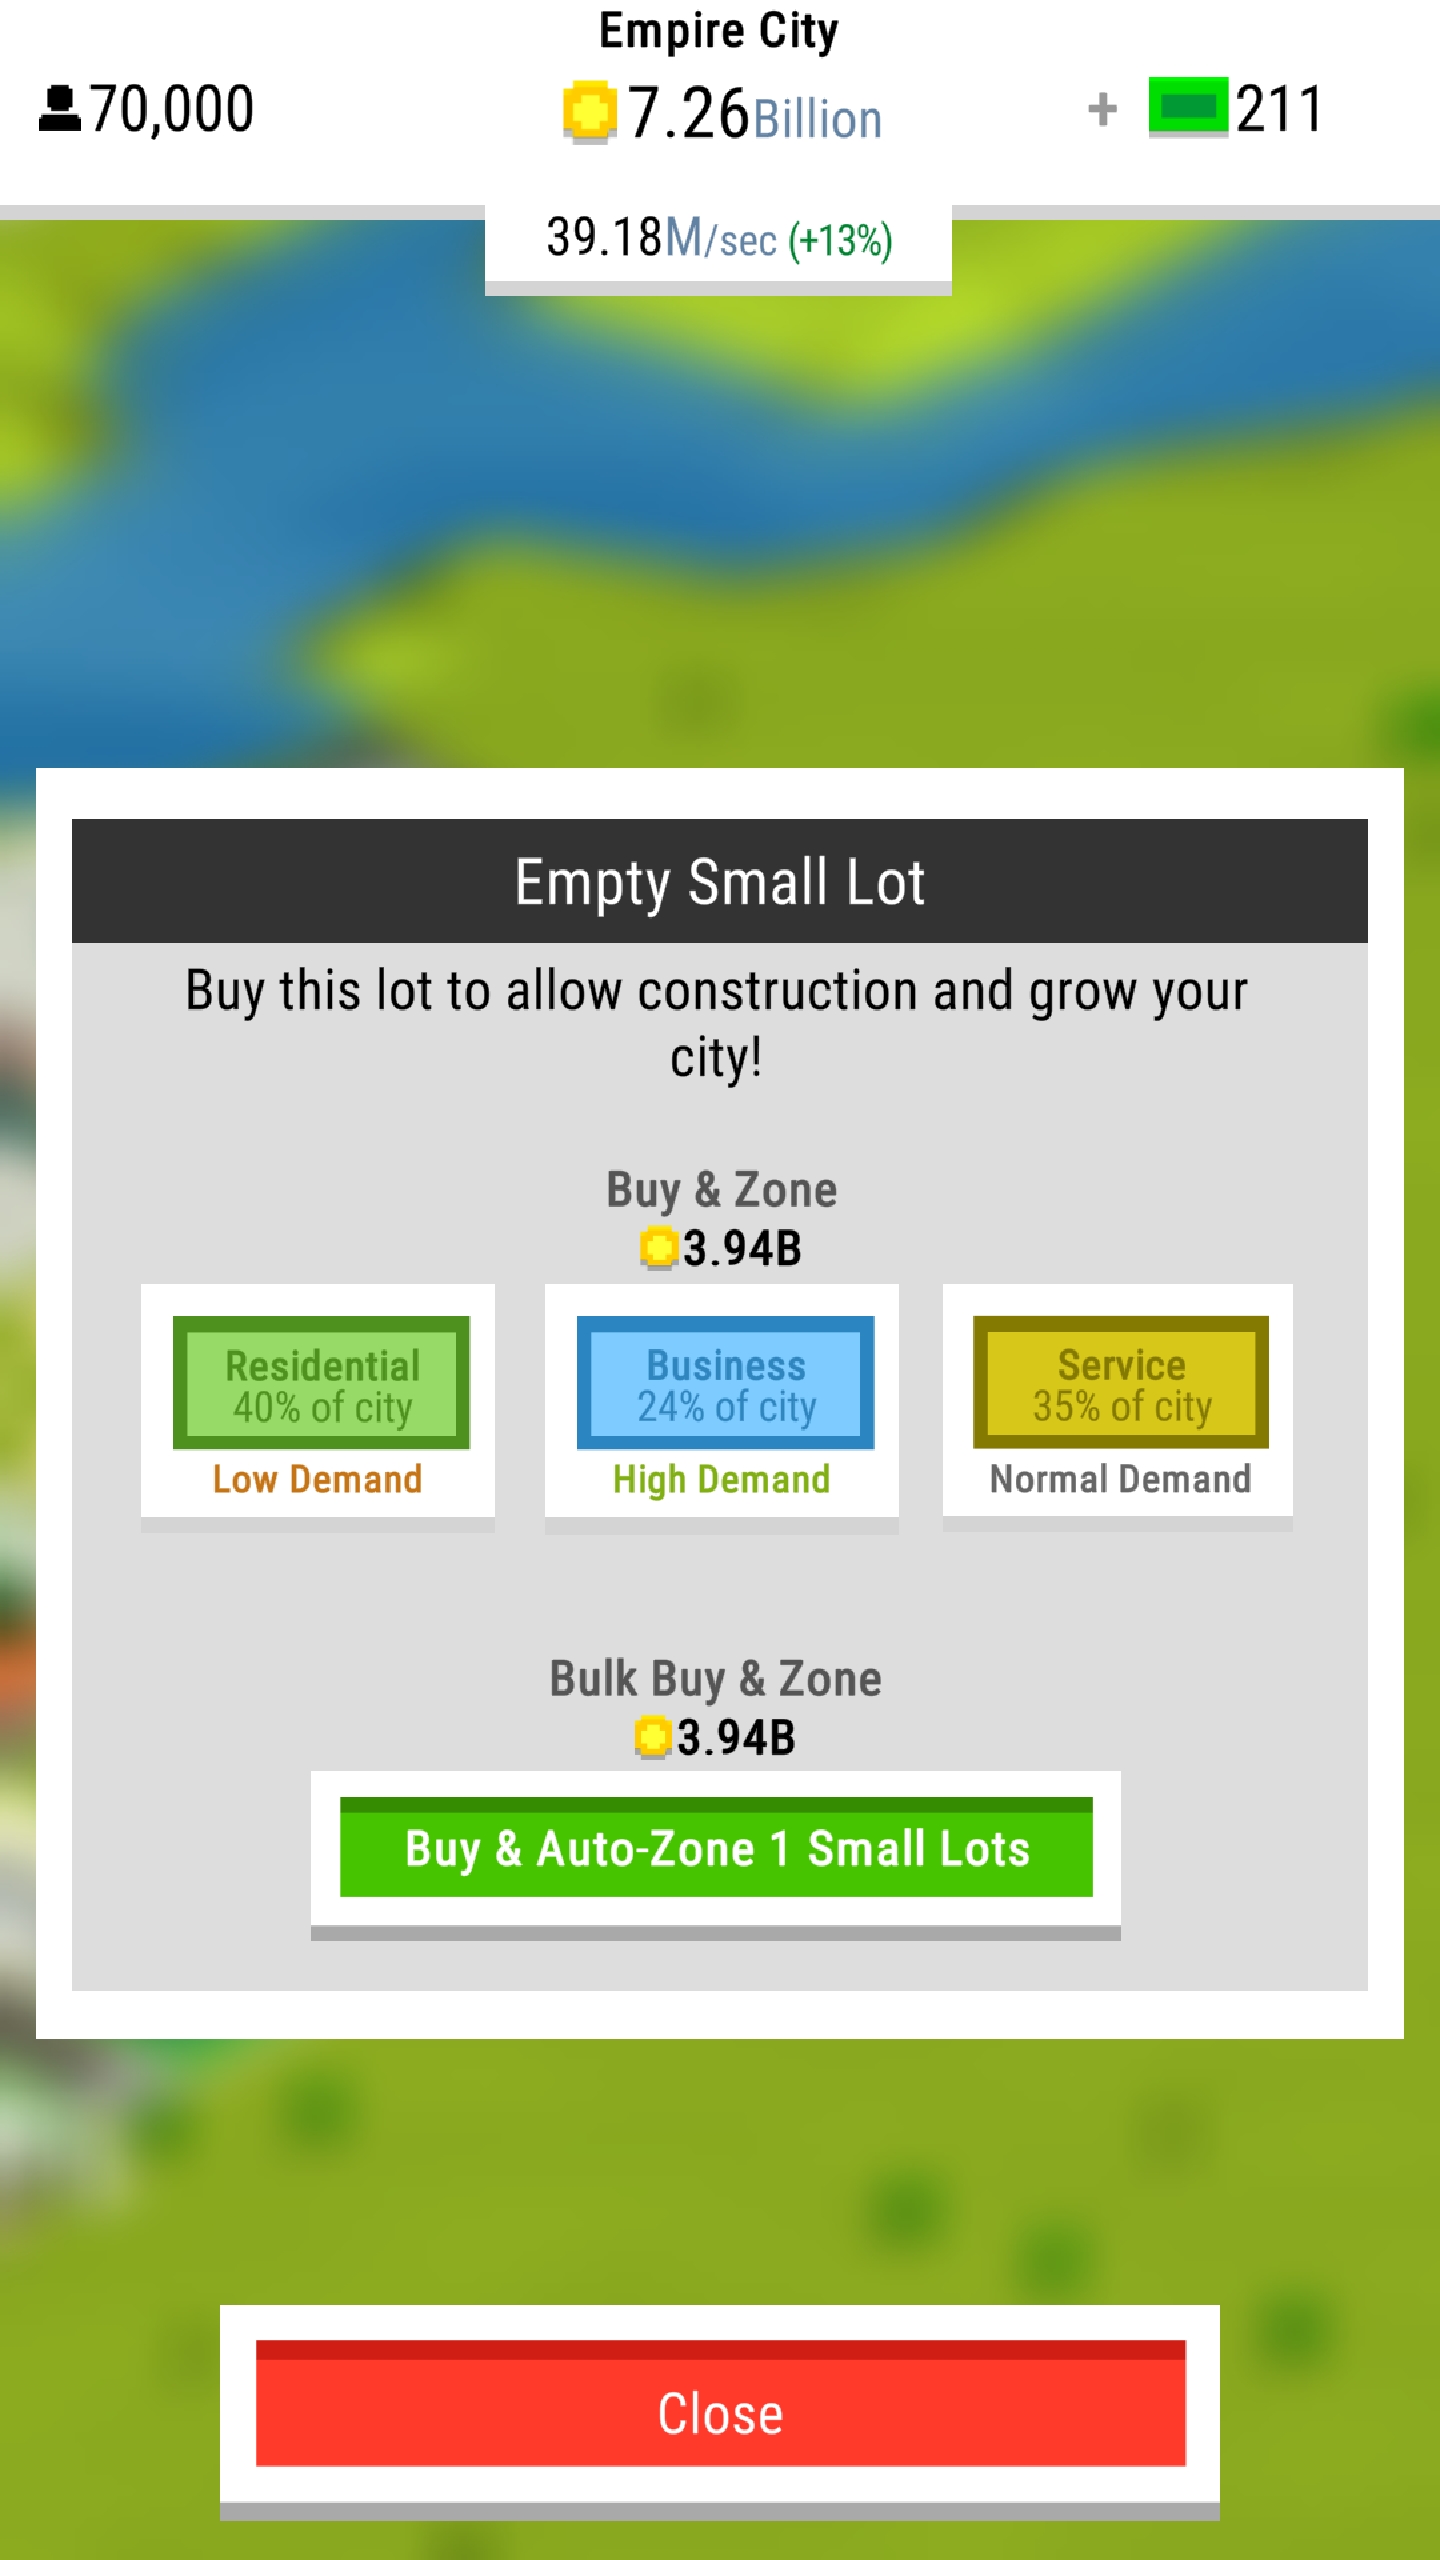 Empire City
70,000
7.26Billion
+ 211
39.18M/sec (+13%)
Empty Small Lot
Buy this lot to allow construction and grow your
city!
Buy & Zone
3.94B
Residential
40% of city
Low Demand
Business
24% of city
High Demand
Service
35% of city
Normal Demand
Bulk Buy & Zone
3.94B
Buy & Auto-Zone 1 Small Lots
Close